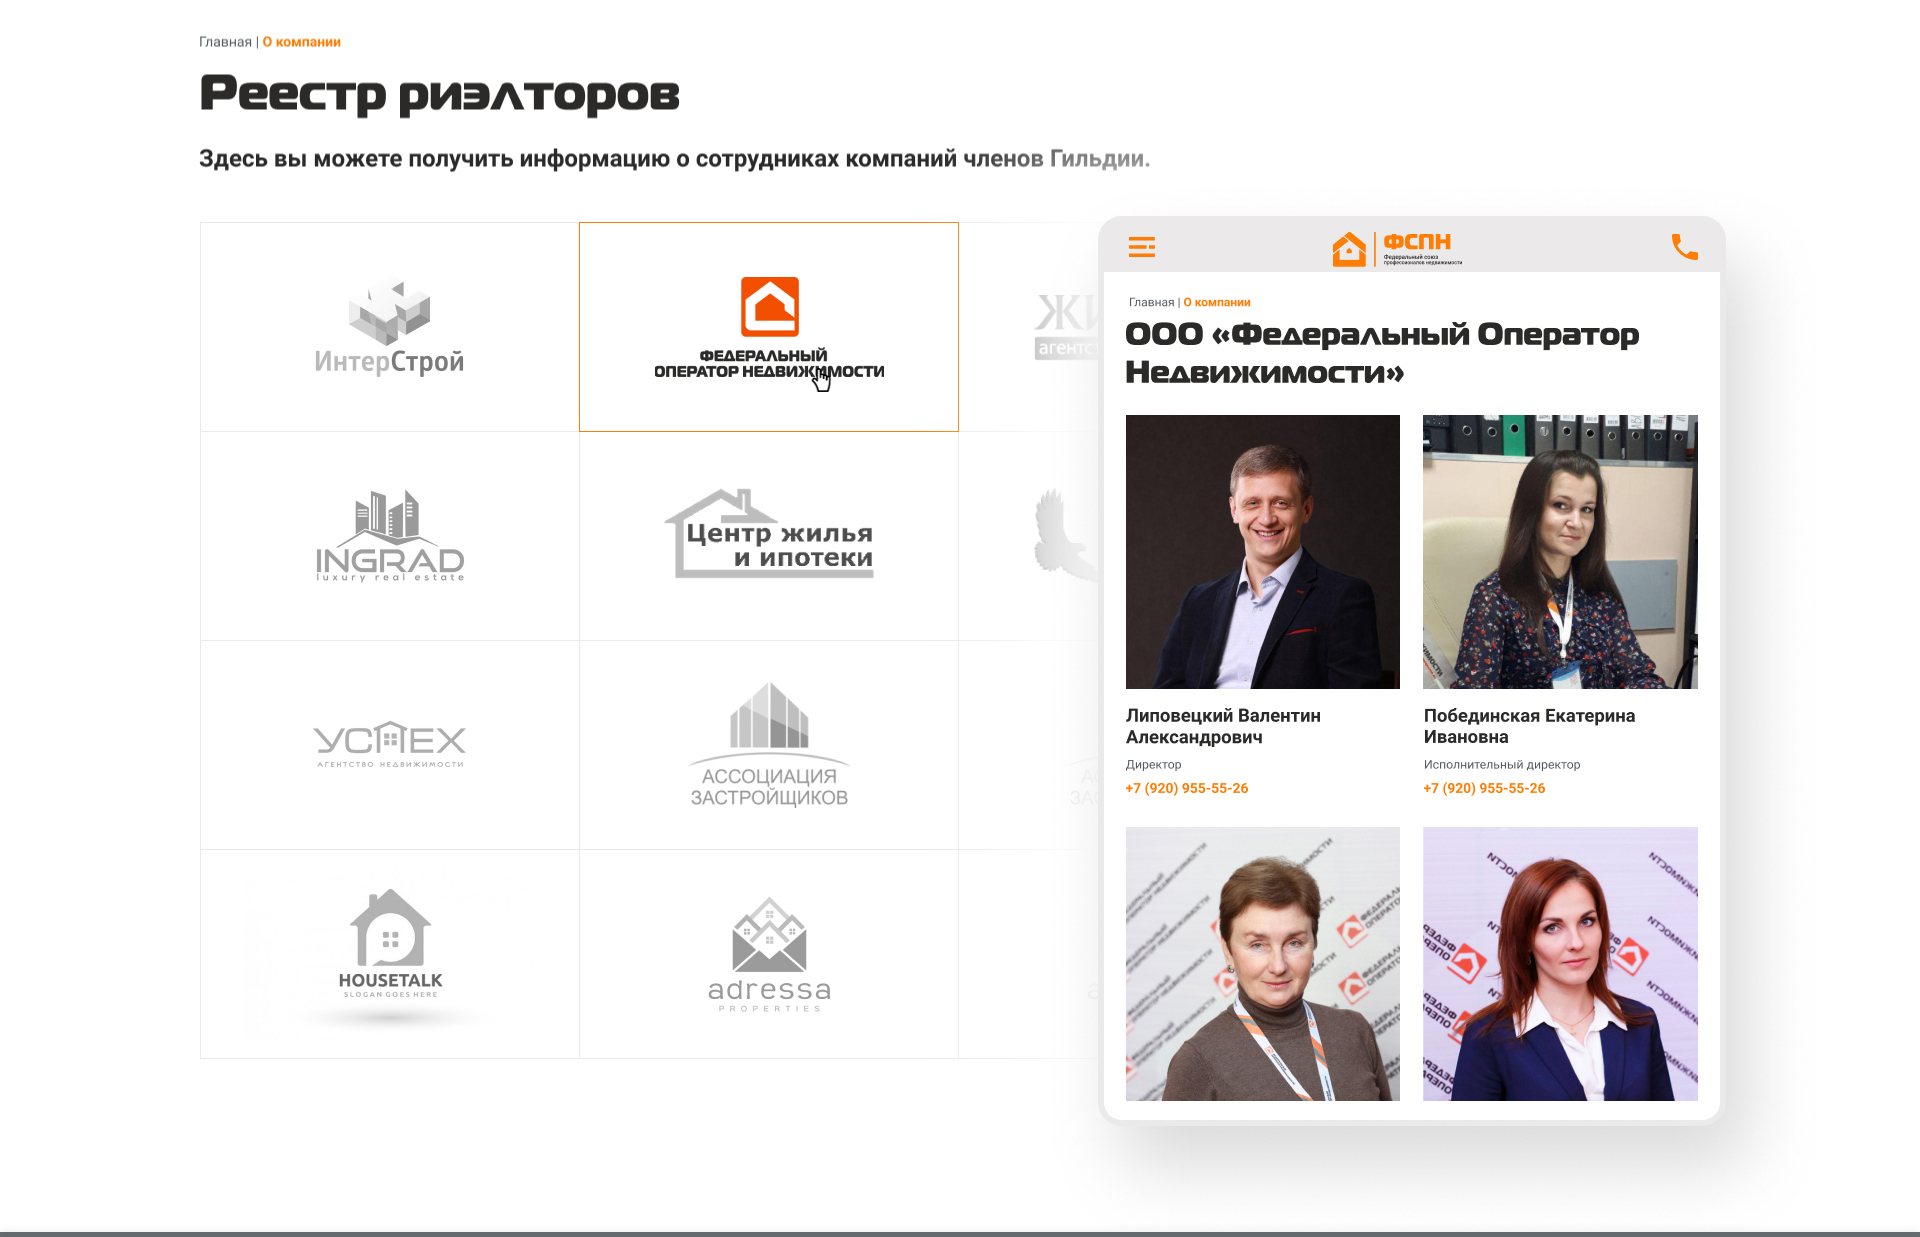 Главная | О компании
Реестр риэлторов
Здесь вы можете получить информацию о сотрудниках компаний членов Гильдии.
ИнтерСтрой
ФЕДЕРАЛЬНЫЙ
ОПЕРАТОР НЕДВИЖИМОСТИ
агентс
INGRAD
luxury real estate
Центр жилья
и ипотеки
УСПЕХ
АГЕНТСТВО НЕДВИЖИМОСТИ
АССОЦИАЦИЯ
ЗАСТРОЙЩИКОВ
HOUSETALK
SLOGAN GOES HERE
adressa
PROPERTIES
ФСПН
Федеральный союз
профессионалов недвижимости
Главная | О компании
ООО «Федеральный Оператор
Недвижимости»
Липовецкий Валентин
Александрович
Директор
+7 (920) 955-55-26
Побединская Екатерина
Ивановна
Исполнительный директор
+7 (920) 955-55-26